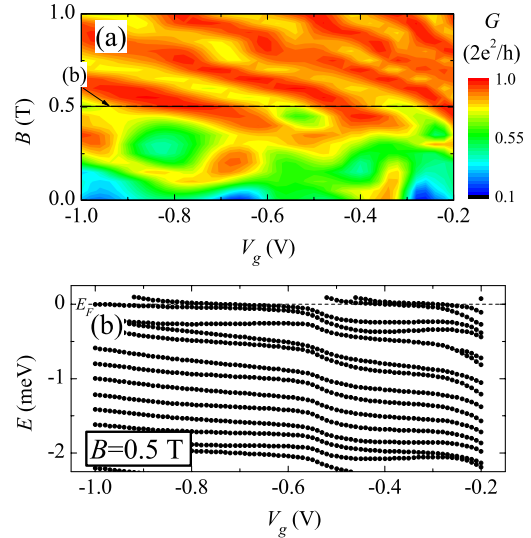 (a)
G
(2e²/h)
1.0
0.55
0.1
(b)
B (T)
1.0
0.5
0.0
-1.0 -0.8 -0.6 -0.4 -0.2
V_g (V)
E_F
(b)
E (meV)
0
-1
-2
B=0.5 T
-1.0 -0.8 -0.6 -0.4 -0.2
V_g (V)